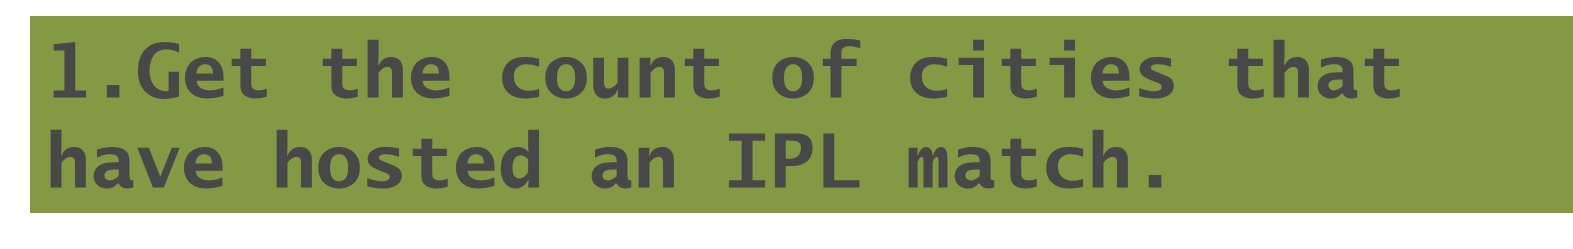 1.Get the count of cities that
have hosted an IPL match.